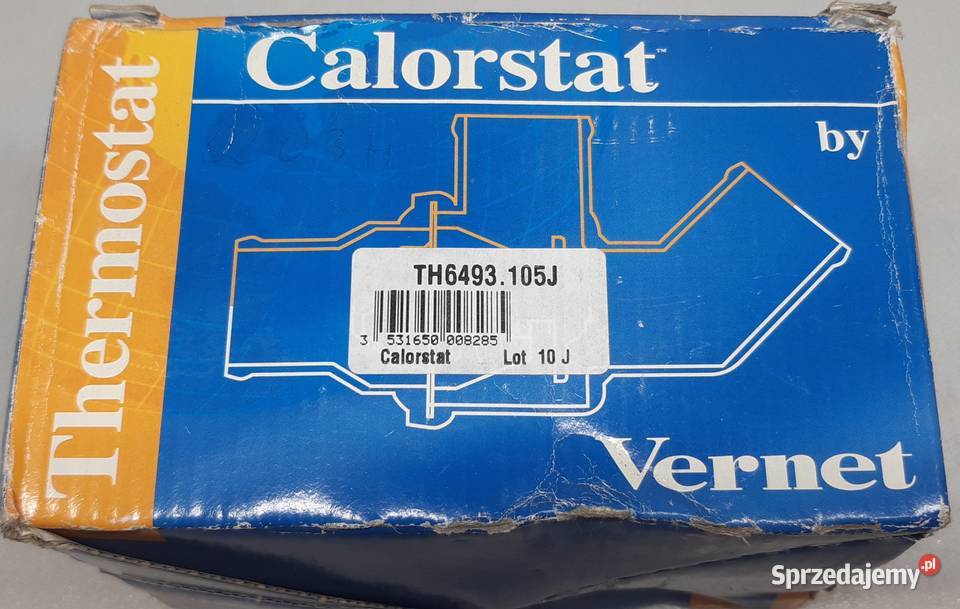 Thermostat
Calorstat™
by
TH6493.105J
3 531650 008285
Calorstat Lot 10 J
Vernet
Sprzedajemy.pl